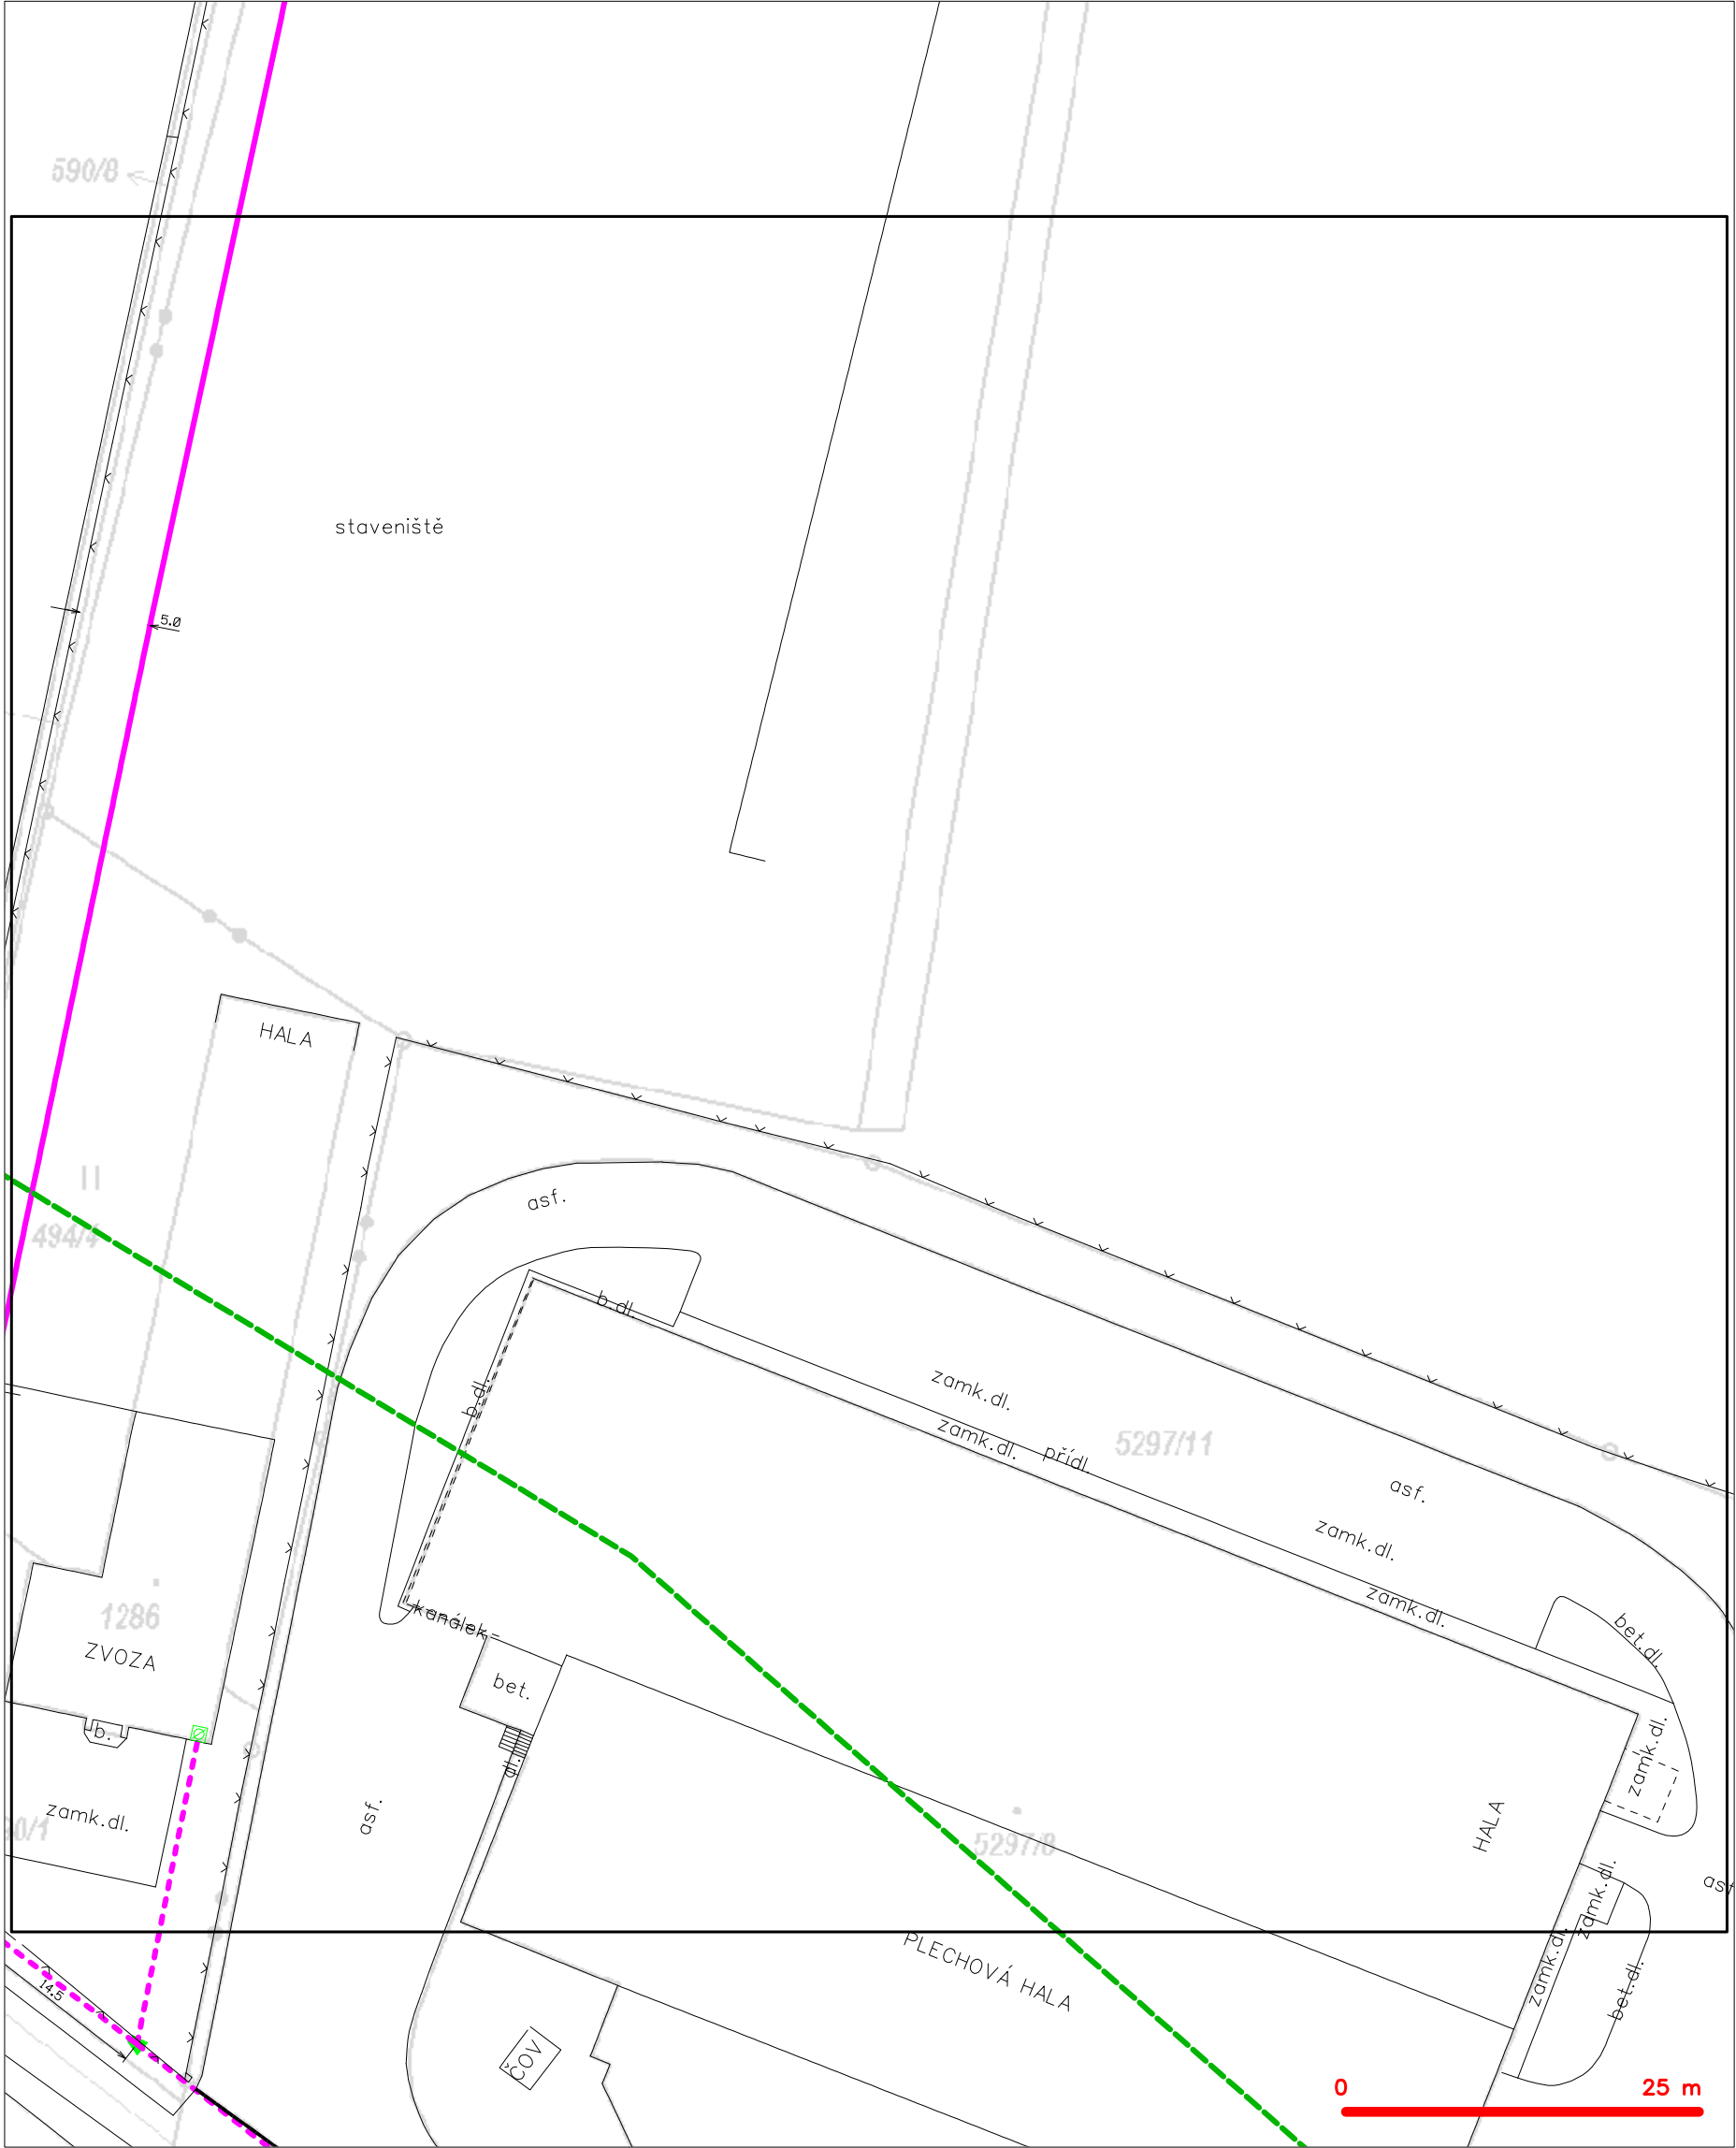 590/8
staveniště
5.0
HALA
asf.
494/4
b.dl.
b.dl.
zamk.dl.
zamk.dl.
přídl.
5297/11
asf.
zamk.dl.
zamk.dl.
kanálek
1286
ZVOZA
bet.
bet.dl.
b.
dl.
zamk.dl.
zamk.dl.
asf.
5297/8
HALA
zamk.dl.
PLECHOVÁ HALA
zamk.dl.
bet.dl.
14.5
ČOV
0 25 m